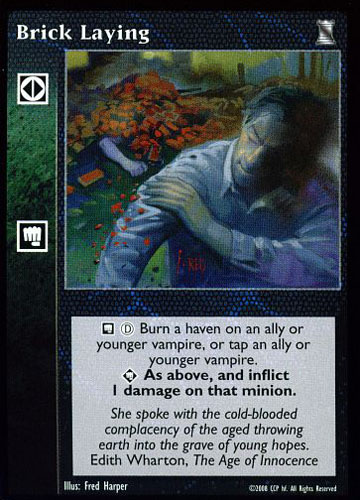 Brick Laying
Ⓓ Burn a haven on an ally or
younger vampire, or tap an ally or
younger vampire.
As above, and inflict
1 damage on that minion.
She spoke with the cold-blooded
complacency of the aged throwing
earth into the grave of young hopes.
Edith Wharton, The Age of Innocence
Illus: Fred Harper
©2008 CCP hf. All Rights Reserved